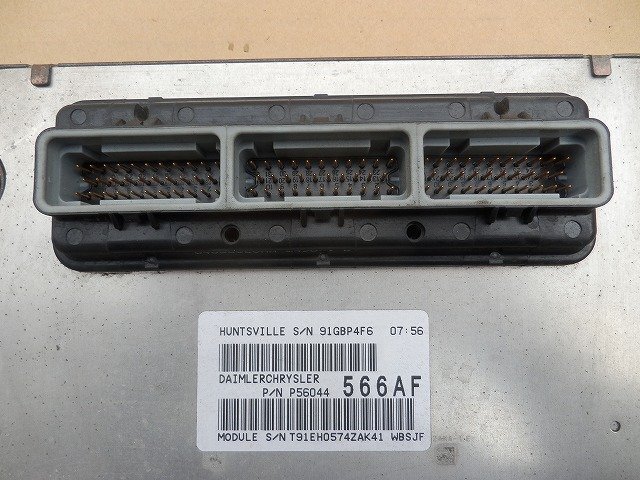 HUNTSVILLE S/N 91GBP4F6 07:56
DAIMLERCHRYSLER
P/N P56044 566AF
MODULE S/N T91EH0574ZAK41 WBSJF